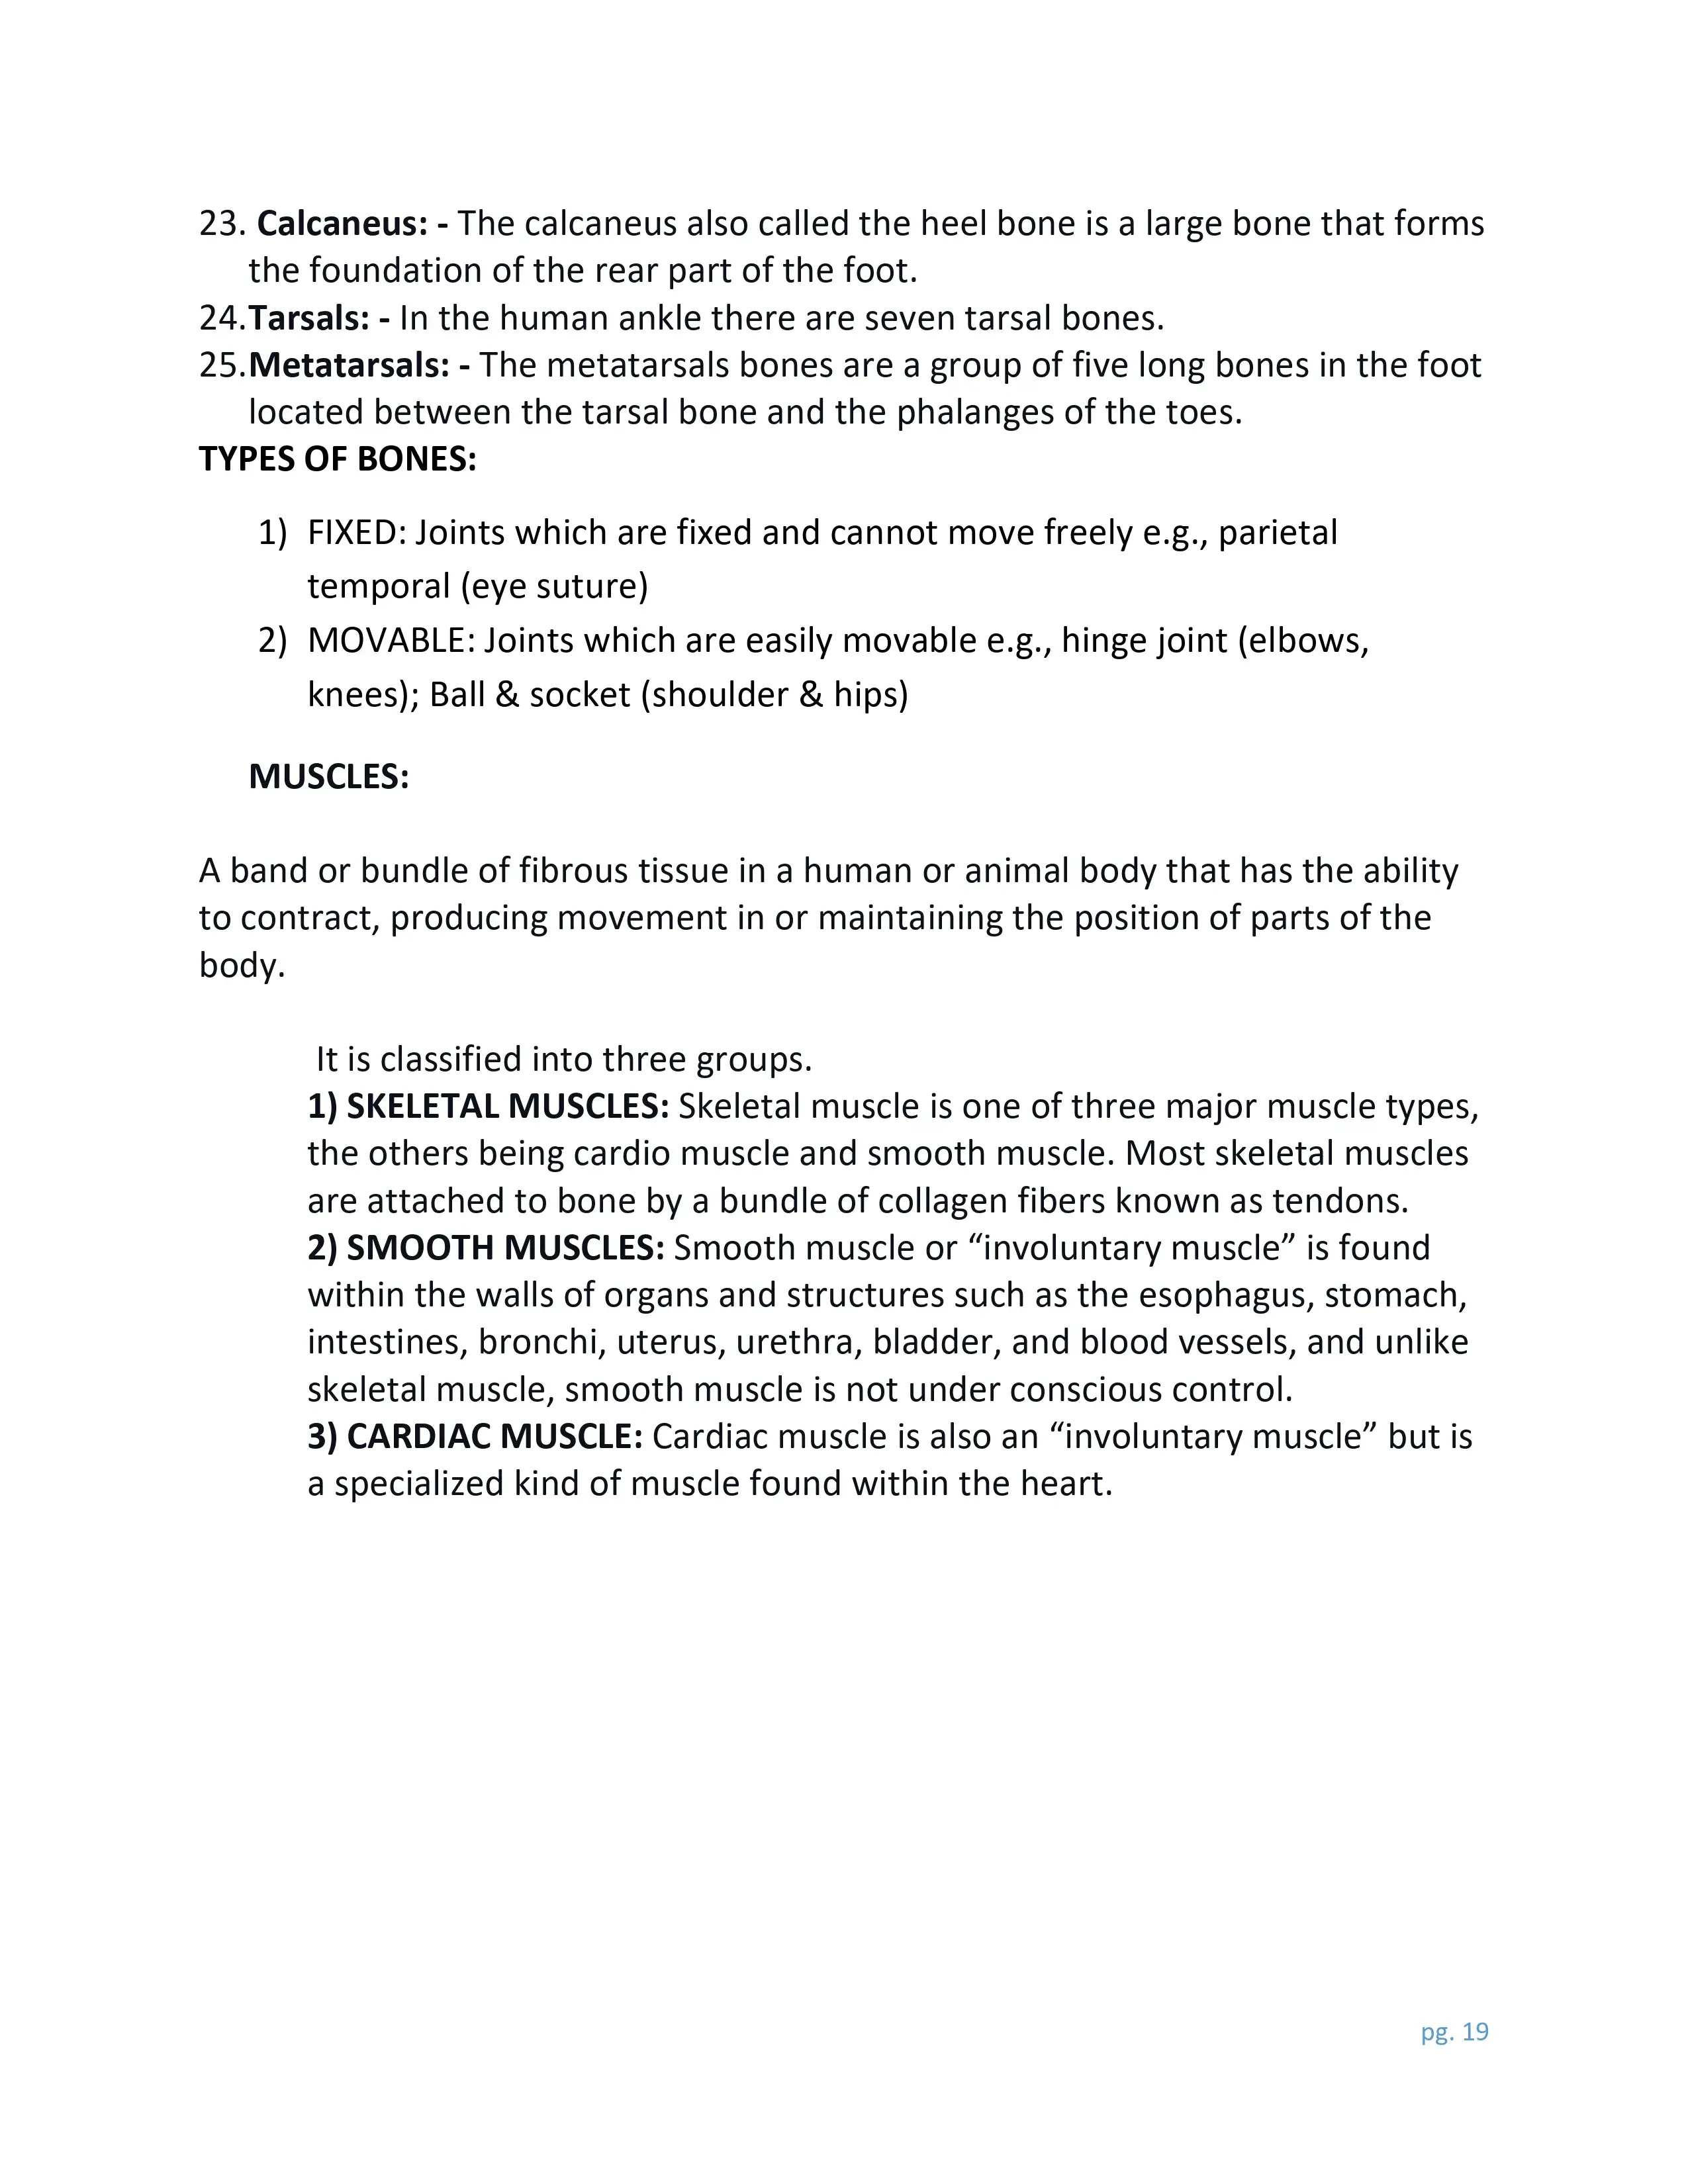 23. Calcaneus: - The calcaneus also called the heel bone is a large bone that forms
the foundation of the rear part of the foot.
24.Tarsals: - In the human ankle there are seven tarsal bones.
25.Metatarsals: - The metatarsals bones are a group of five long bones in the foot
located between the tarsal bone and the phalanges of the toes.
TYPES OF BONES:
1) FIXED: Joints which are fixed and cannot move freely e.g., parietal
temporal (eye suture)
2) MOVABLE: Joints which are easily movable e.g., hinge joint (elbows,
knees); Ball & socket (shoulder & hips)
MUSCLES:
A band or bundle of fibrous tissue in a human or animal body that has the ability
to contract, producing movement in or maintaining the position of parts of the
body.
It is classified into three groups.
1) SKELETAL MUSCLES: Skeletal muscle is one of three major muscle types,
the others being cardio muscle and smooth muscle. Most skeletal muscles
are attached to bone by a bundle of collagen fibers known as tendons.
2) SMOOTH MUSCLES: Smooth muscle or “involuntary muscle” is found
within the walls of organs and structures such as the esophagus, stomach,
intestines, bronchi, uterus, urethra, bladder, and blood vessels, and unlike
skeletal muscle, smooth muscle is not under conscious control.
3) CARDIAC MUSCLE: Cardiac muscle is also an “involuntary muscle” but is
a specialized kind of muscle found within the heart.
pg. 19